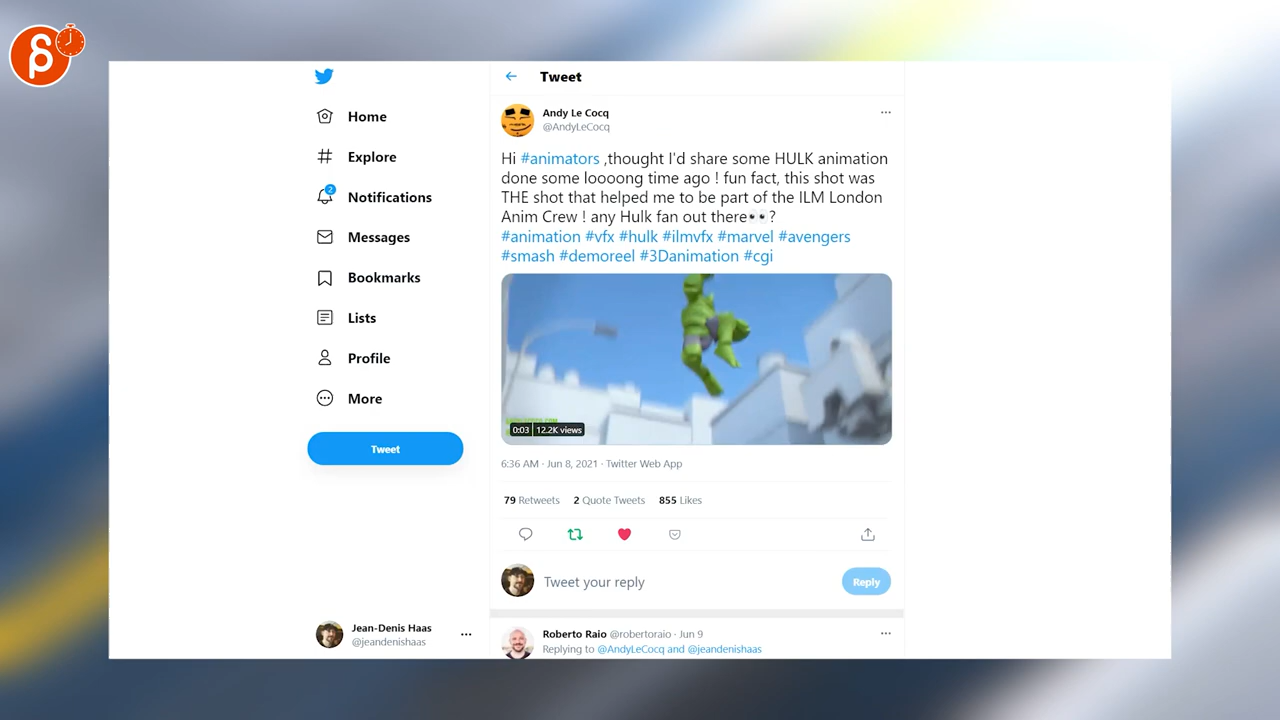 Tweet
Home
Explore
2
Notifications
Messages
Bookmarks
Lists
Profile
More
Tweet
Jean-Denis Haas
@jeandenishaas
Andy Le Cocq
@AndyLeCocq
Hi #animators ,thought I'd share some HULK animation
done some loooong time ago ! fun fact, this shot was
THE shot that helped me to be part of the ILM London
Anim Crew ! any Hulk fan out there👀 ?
#animation #vfx #hulk #ilmvfx #marvel #avengers
#smash #demoreel #3Danimation #cgi
0:03 12.2K views
6:36 AM · Jun 8, 2021 · Twitter Web App
79 Retweets 2 Quote Tweets 855 Likes
Tweet your reply
Reply
Roberto Raio @robertoraio · Jun 9
Replying to @AndyLeCocq and @jeandenishaas